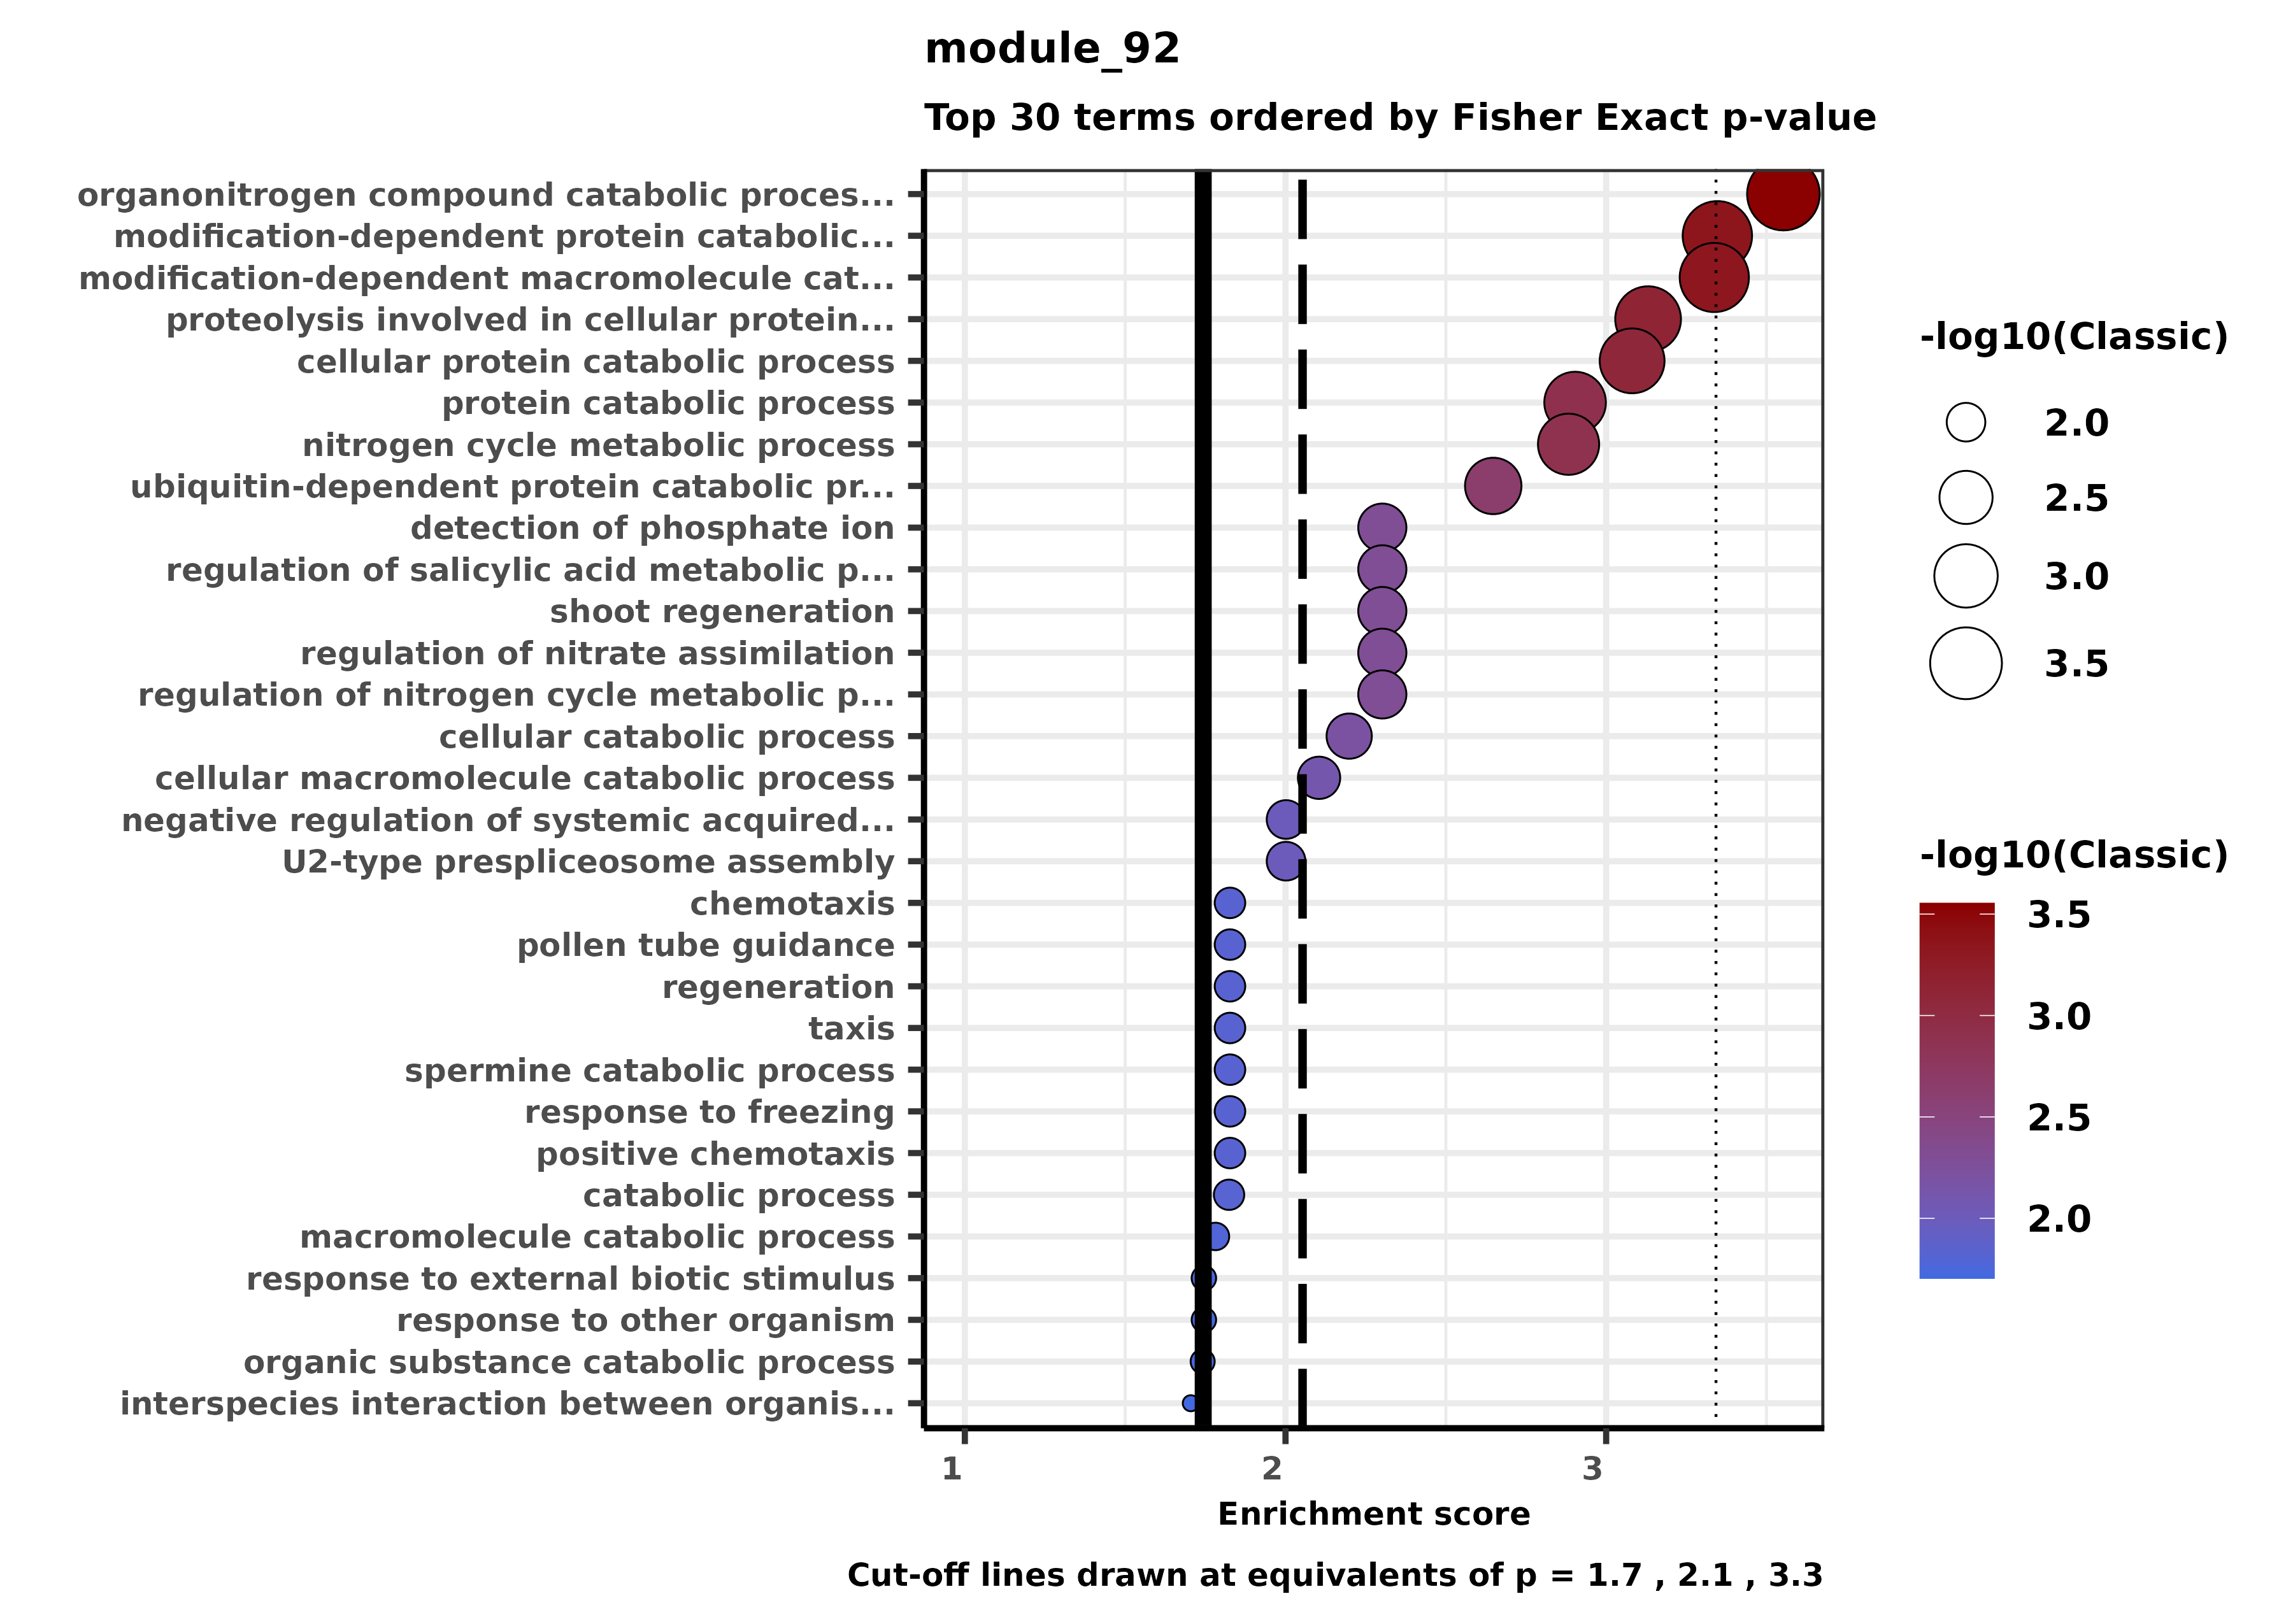 module_92
Top 30 terms ordered by Fisher Exact p-value
organonitrogen compound catabolic proces...
modification-dependent protein catabolic...
modification-dependent macromolecule cat...
proteolysis involved in cellular protein...
cellular protein catabolic process
protein catabolic process
nitrogen cycle metabolic process
ubiquitin-dependent protein catabolic pr...
detection of phosphate ion
regulation of salicylic acid metabolic p...
shoot regeneration
regulation of nitrate assimilation
regulation of nitrogen cycle metabolic p...
cellular catabolic process
cellular macromolecule catabolic process
negative regulation of systemic acquired...
U2-type prespliceosome assembly
chemotaxis
pollen tube guidance
regeneration
taxis
spermine catabolic process
response to freezing
positive chemotaxis
catabolic process
macromolecule catabolic process
response to external biotic stimulus
response to other organism
organic substance catabolic process
interspecies interaction between organis...
1 2 3
Enrichment score
Cut-off lines drawn at equivalents of p = 1.7 , 2.1 , 3.3
-log10(Classic)
2.0
2.5
3.0
3.5
-log10(Classic)
3.5
3.0
2.5
2.0